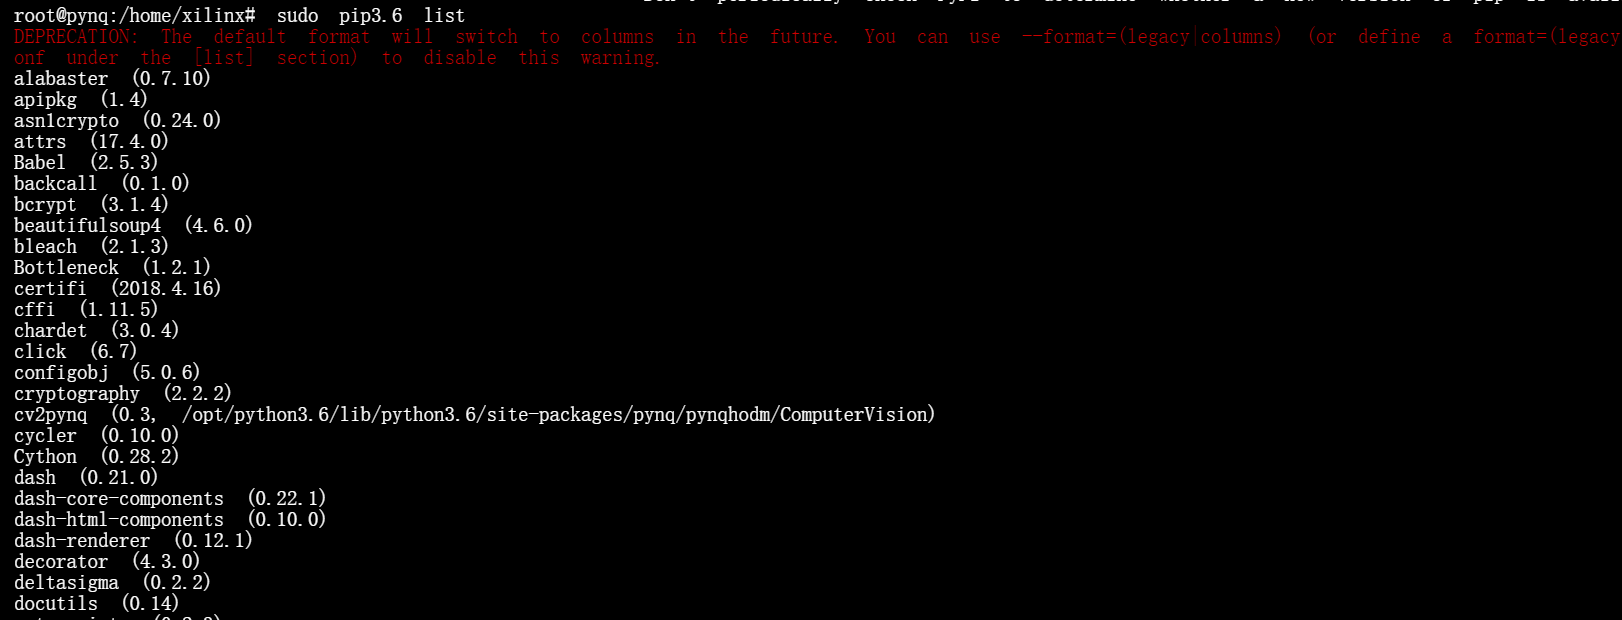 root@pynq:/home/xilinx# sudo pip3.6 list
DEPRECATION: The default format will switch to columns in the future. You can use --format=(legacy|columns) (or define a format=(legacy
onf under the [list] section) to disable this warning.
alabaster (0.7.10)
apipkg (1.4)
asn1crypto (0.24.0)
attrs (17.4.0)
Babel (2.5.3)
backcall (0.1.0)
bcrypt (3.1.4)
beautifulsoup4 (4.6.0)
bleach (2.1.3)
Bottleneck (1.2.1)
certifi (2018.4.16)
cffi (1.11.5)
chardet (3.0.4)
click (6.7)
configobj (5.0.6)
cryptography (2.2.2)
cv2pynq (0.3, /opt/python3.6/lib/python3.6/site-packages/pynq/pynqhodm/ComputerVision)
cycler (0.10.0)
Cython (0.28.2)
dash (0.21.0)
dash-core-components (0.22.1)
dash-html-components (0.10.0)
dash-renderer (0.12.1)
decorator (4.3.0)
deltasigma (0.2.2)
docutils (0.14)